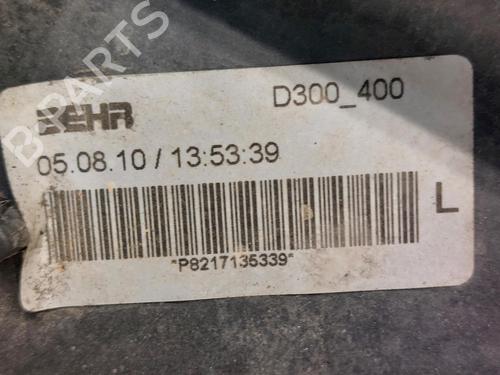 BEHR
D300_400
05.08.10 / 13:53:39
L
*P8217135339*
B-PARTS